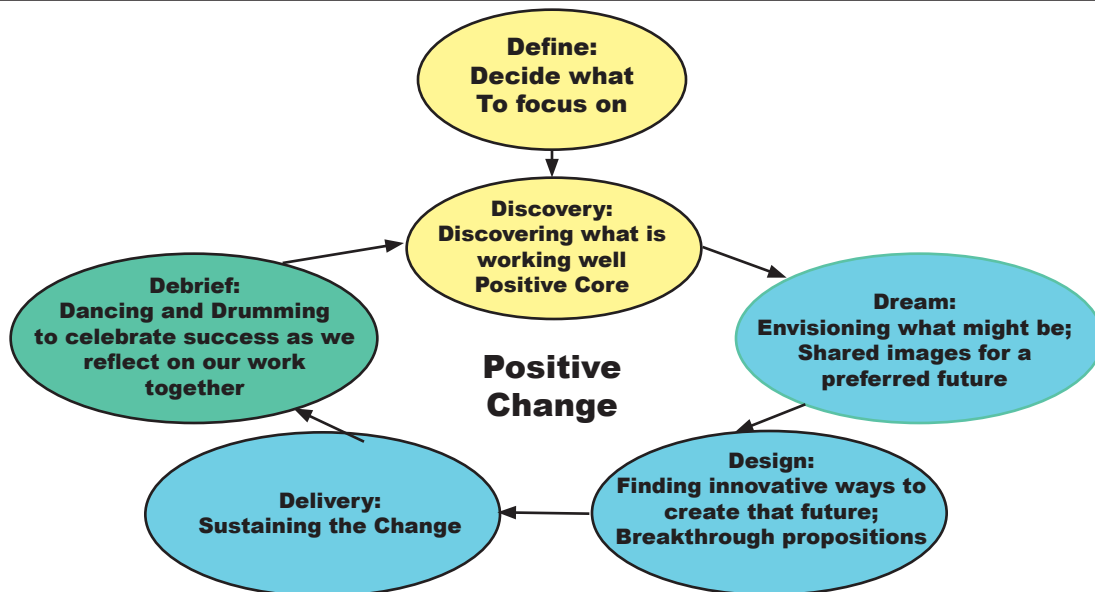 Define:
Decide what
To focus on
Discovery:
Discovering what is
working well
Positive Core
Dream:
Envisioning what might be;
Shared images for a
preferred future
Design:
Finding innovative ways to
create that future;
Breakthrough propositions
Delivery:
Sustaining the Change
Debrief:
Dancing and Drumming
to celebrate success as we
reflect on our work
together
Positive
Change